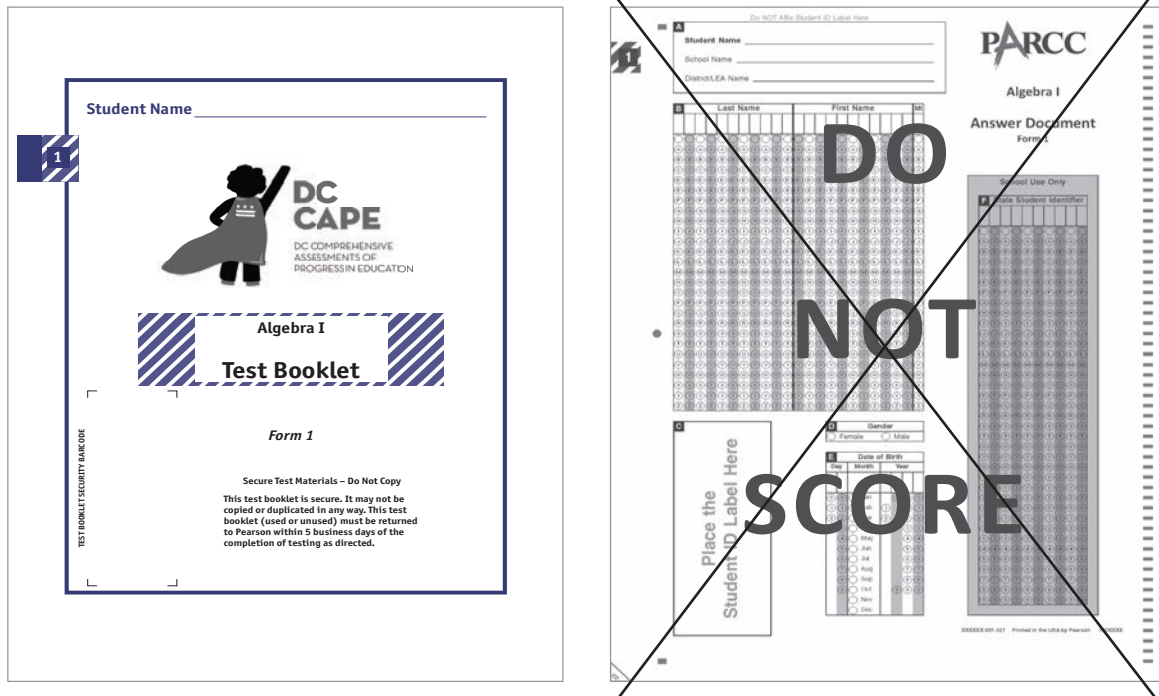 Student Name
1
DC
CAPE
DC COMPREHENSIVE
ASSESSMENTS OF
PROGRESS IN EDUCATION
Algebra I
Test Booklet
Form 1
TEST BOOKLET SECURITY BARCODE
Secure Test Materials – Do Not Copy
This test booklet is secure. It may not be
copied or duplicated in any way. This test
booklet (used or unused) must be returned
to Pearson within 5 business days of the
completion of testing as directed.
Do NOT Affix Student ID Label Here
A
Student Name
School Name
District/LEA Name
1
PARCC
Algebra I
Answer Document
Form 1
B Last Name First Name MI
DO
NOT
SCORE
School Use Only
F State Student Identifier
C
Place the
Student ID Label Here
D Gender
Female Male
E Date of Birth
Day Month Year
May
Jun
Jul
Aug
Sep
Oct
Nov
Dec
Printed in the USA by Pearson